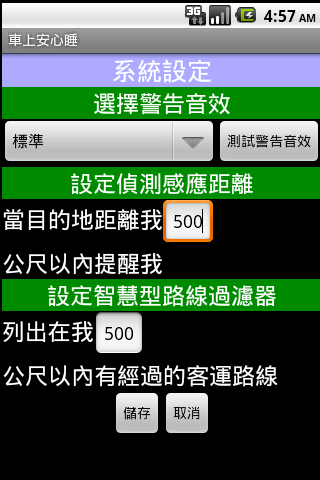 3G
4:57 AM
車上安心睡
系統設定
選擇警告音效
標準
測試警告音效
設定偵測感應距離
當目的地距離我 500
公尺以內提醒我
設定智慧型路線過濾器
列出在我 500
公尺以內有經過的客運路線
儲存 取消